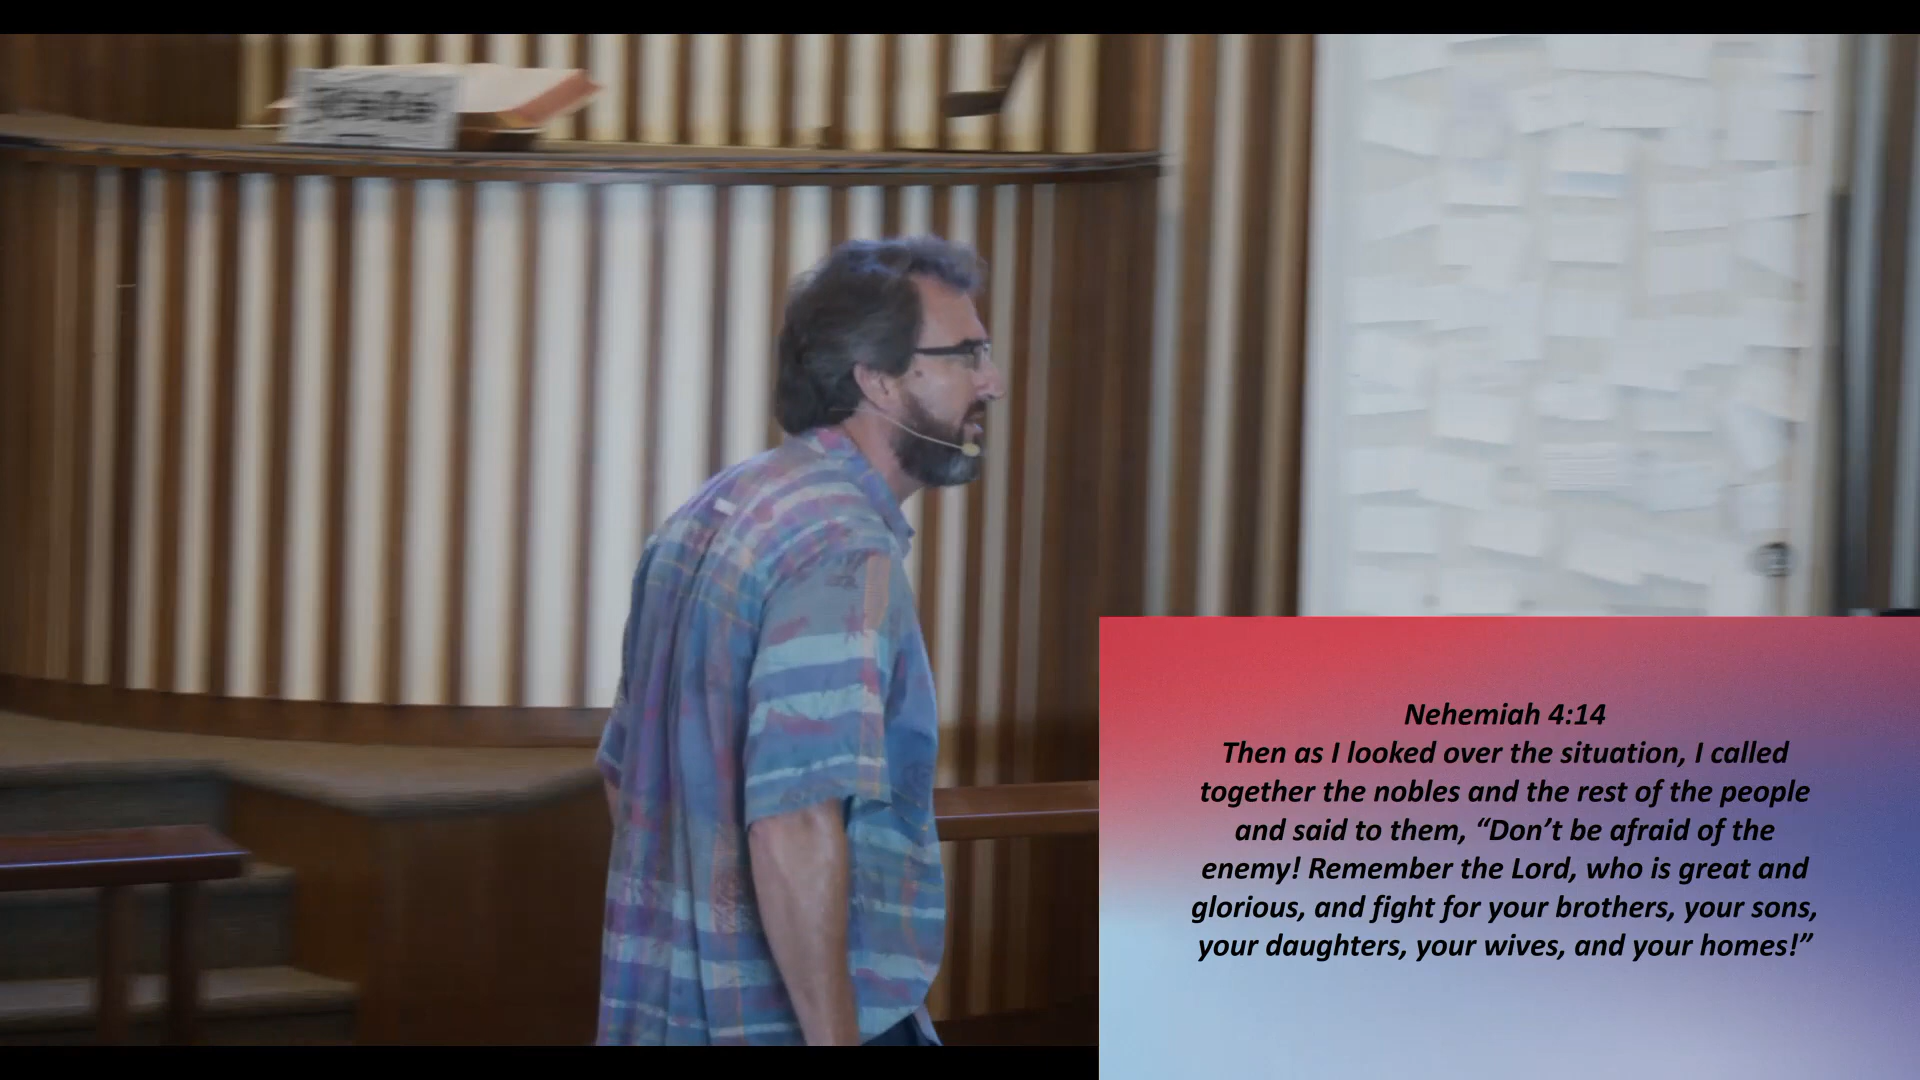 Nehemiah 4:14
Then as I looked over the situation, I called
together the nobles and the rest of the people
and said to them, “Don’t be afraid of the
enemy! Remember the Lord, who is great and
glorious, and fight for your brothers, your sons,
your daughters, your wives, and your homes!”